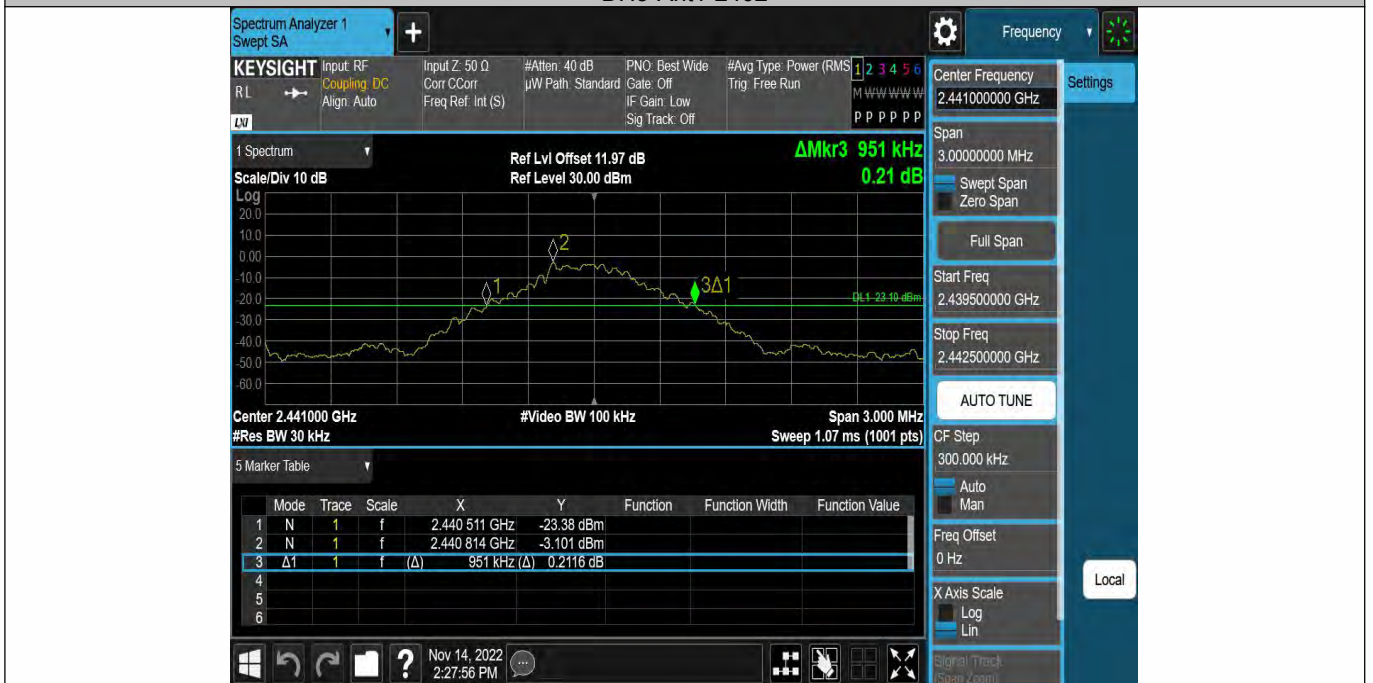 Spectrum Analyzer 1
Swept SA
+
Frequency
KEYSIGHT
RL
LXI
Input: RF
Coupling: DC
Align: Auto
Input Z: 50 Ω
Corr CCorr
Freq Ref: Int (S)
#Atten: 40 dB
µW Path: Standard
PNO: Best Wide
Gate: Off
IF Gain: Low
Sig Track: Off
#Avg Type: Power (RMS
Trig: Free Run
1 2 3 4 5 6
M W W W W W
P P P P P P
1 Spectrum
Scale/Div 10 dB
Ref Lvl Offset 11.97 dB
Ref Level 30.00 dBm
ΔMkr3 951 kHz
0.21 dB
Log
20.0
10.0
0.00
-10.0
-20.0
-30.0
-40.0
-50.0
-60.0
2
1
3Δ1
DL1 -23.10 dBm
Center 2.441000 GHz
#Res BW 30 kHz
#Video BW 100 kHz
Span 3.000 MHz
Sweep 1.07 ms (1001 pts)
5 Marker Table
Mode Trace Scale X Y Function Function Width Function Value
1 N 1 f 2.440 511 GHz -23.38 dBm
2 N 1 f 2.440 814 GHz -3.101 dBm
3 Δ1 1 f (Δ) 951 kHz (Δ) 0.2116 dB
4
5
6
Nov 14, 2022
2:27:56 PM
?
Center Frequency
2.441000000 GHz
Settings
Span
3.00000000 MHz
Swept Span
Zero Span
Full Span
Start Freq
2.439500000 GHz
Stop Freq
2.442500000 GHz
AUTO TUNE
CF Step
300.000 kHz
Auto
Man
Freq Offset
0 Hz
X Axis Scale
Log
Lin
Local
Signal Track
(Span Zoom)